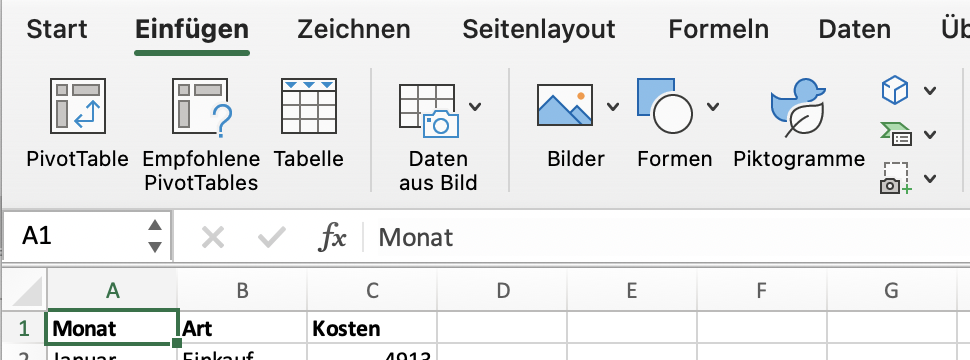 Start Einfügen Zeichnen Seitenlayout Formeln Daten Üb
PivotTable Empfohlene PivotTables Tabelle Daten aus Bild Bilder Formen Piktogramme
A1 fx Monat
A B C D E F G
1 Monat Art Kosten
2 Januar Einkauf 4913